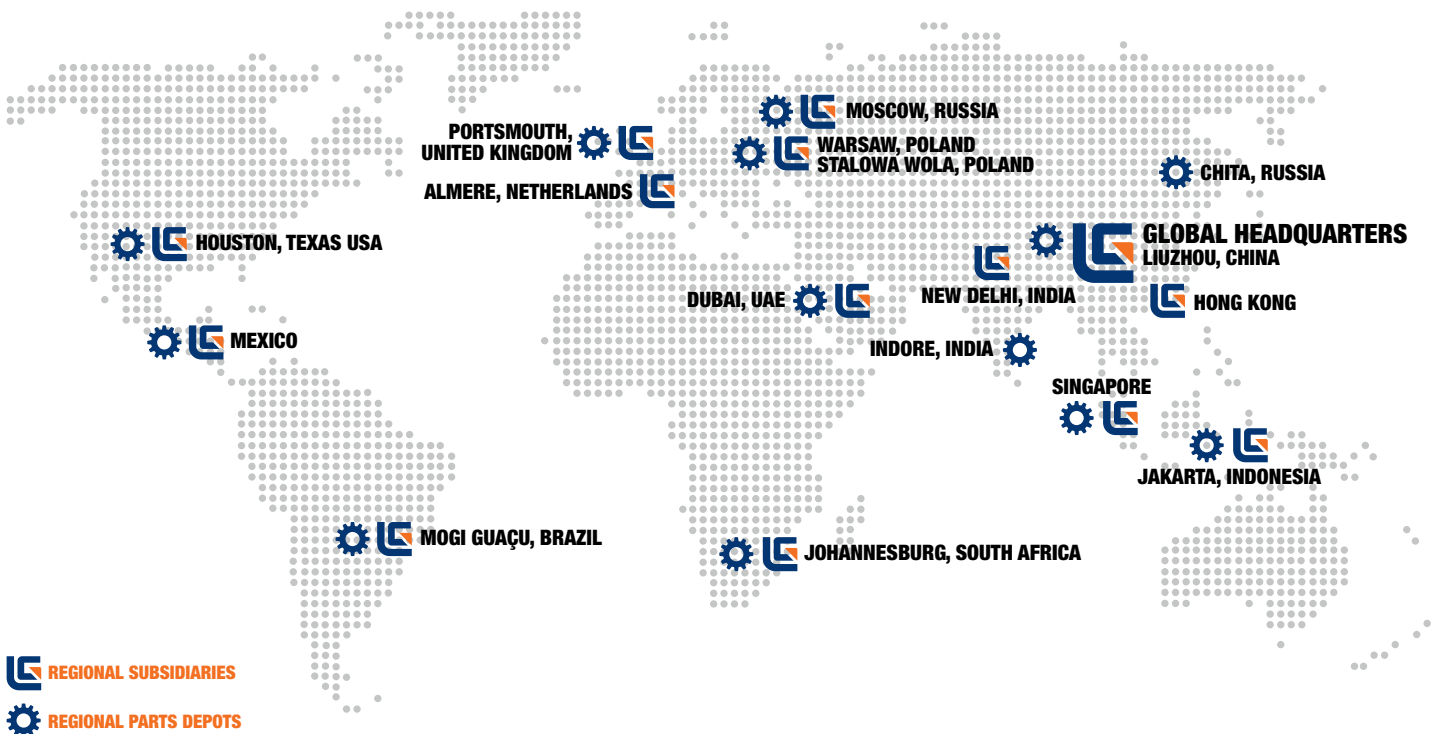 MOSCOW, RUSSIA
PORTSMOUTH,
UNITED KINGDOM
WARSAW, POLAND
STALOWA WOLA, POLAND
CHITA, RUSSIA
ALMERE, NETHERLANDS
HOUSTON, TEXAS USA
GLOBAL HEADQUARTERS
LIUZHOU, CHINA
NEW DELHI, INDIA
DUBAI, UAE
HONG KONG
MEXICO
INDORE, INDIA
SINGAPORE
JAKARTA, INDONESIA
MOGI GUAÇU, BRAZIL
JOHANNESBURG, SOUTH AFRICA
REGIONAL SUBSIDIARIES
REGIONAL PARTS DEPOTS